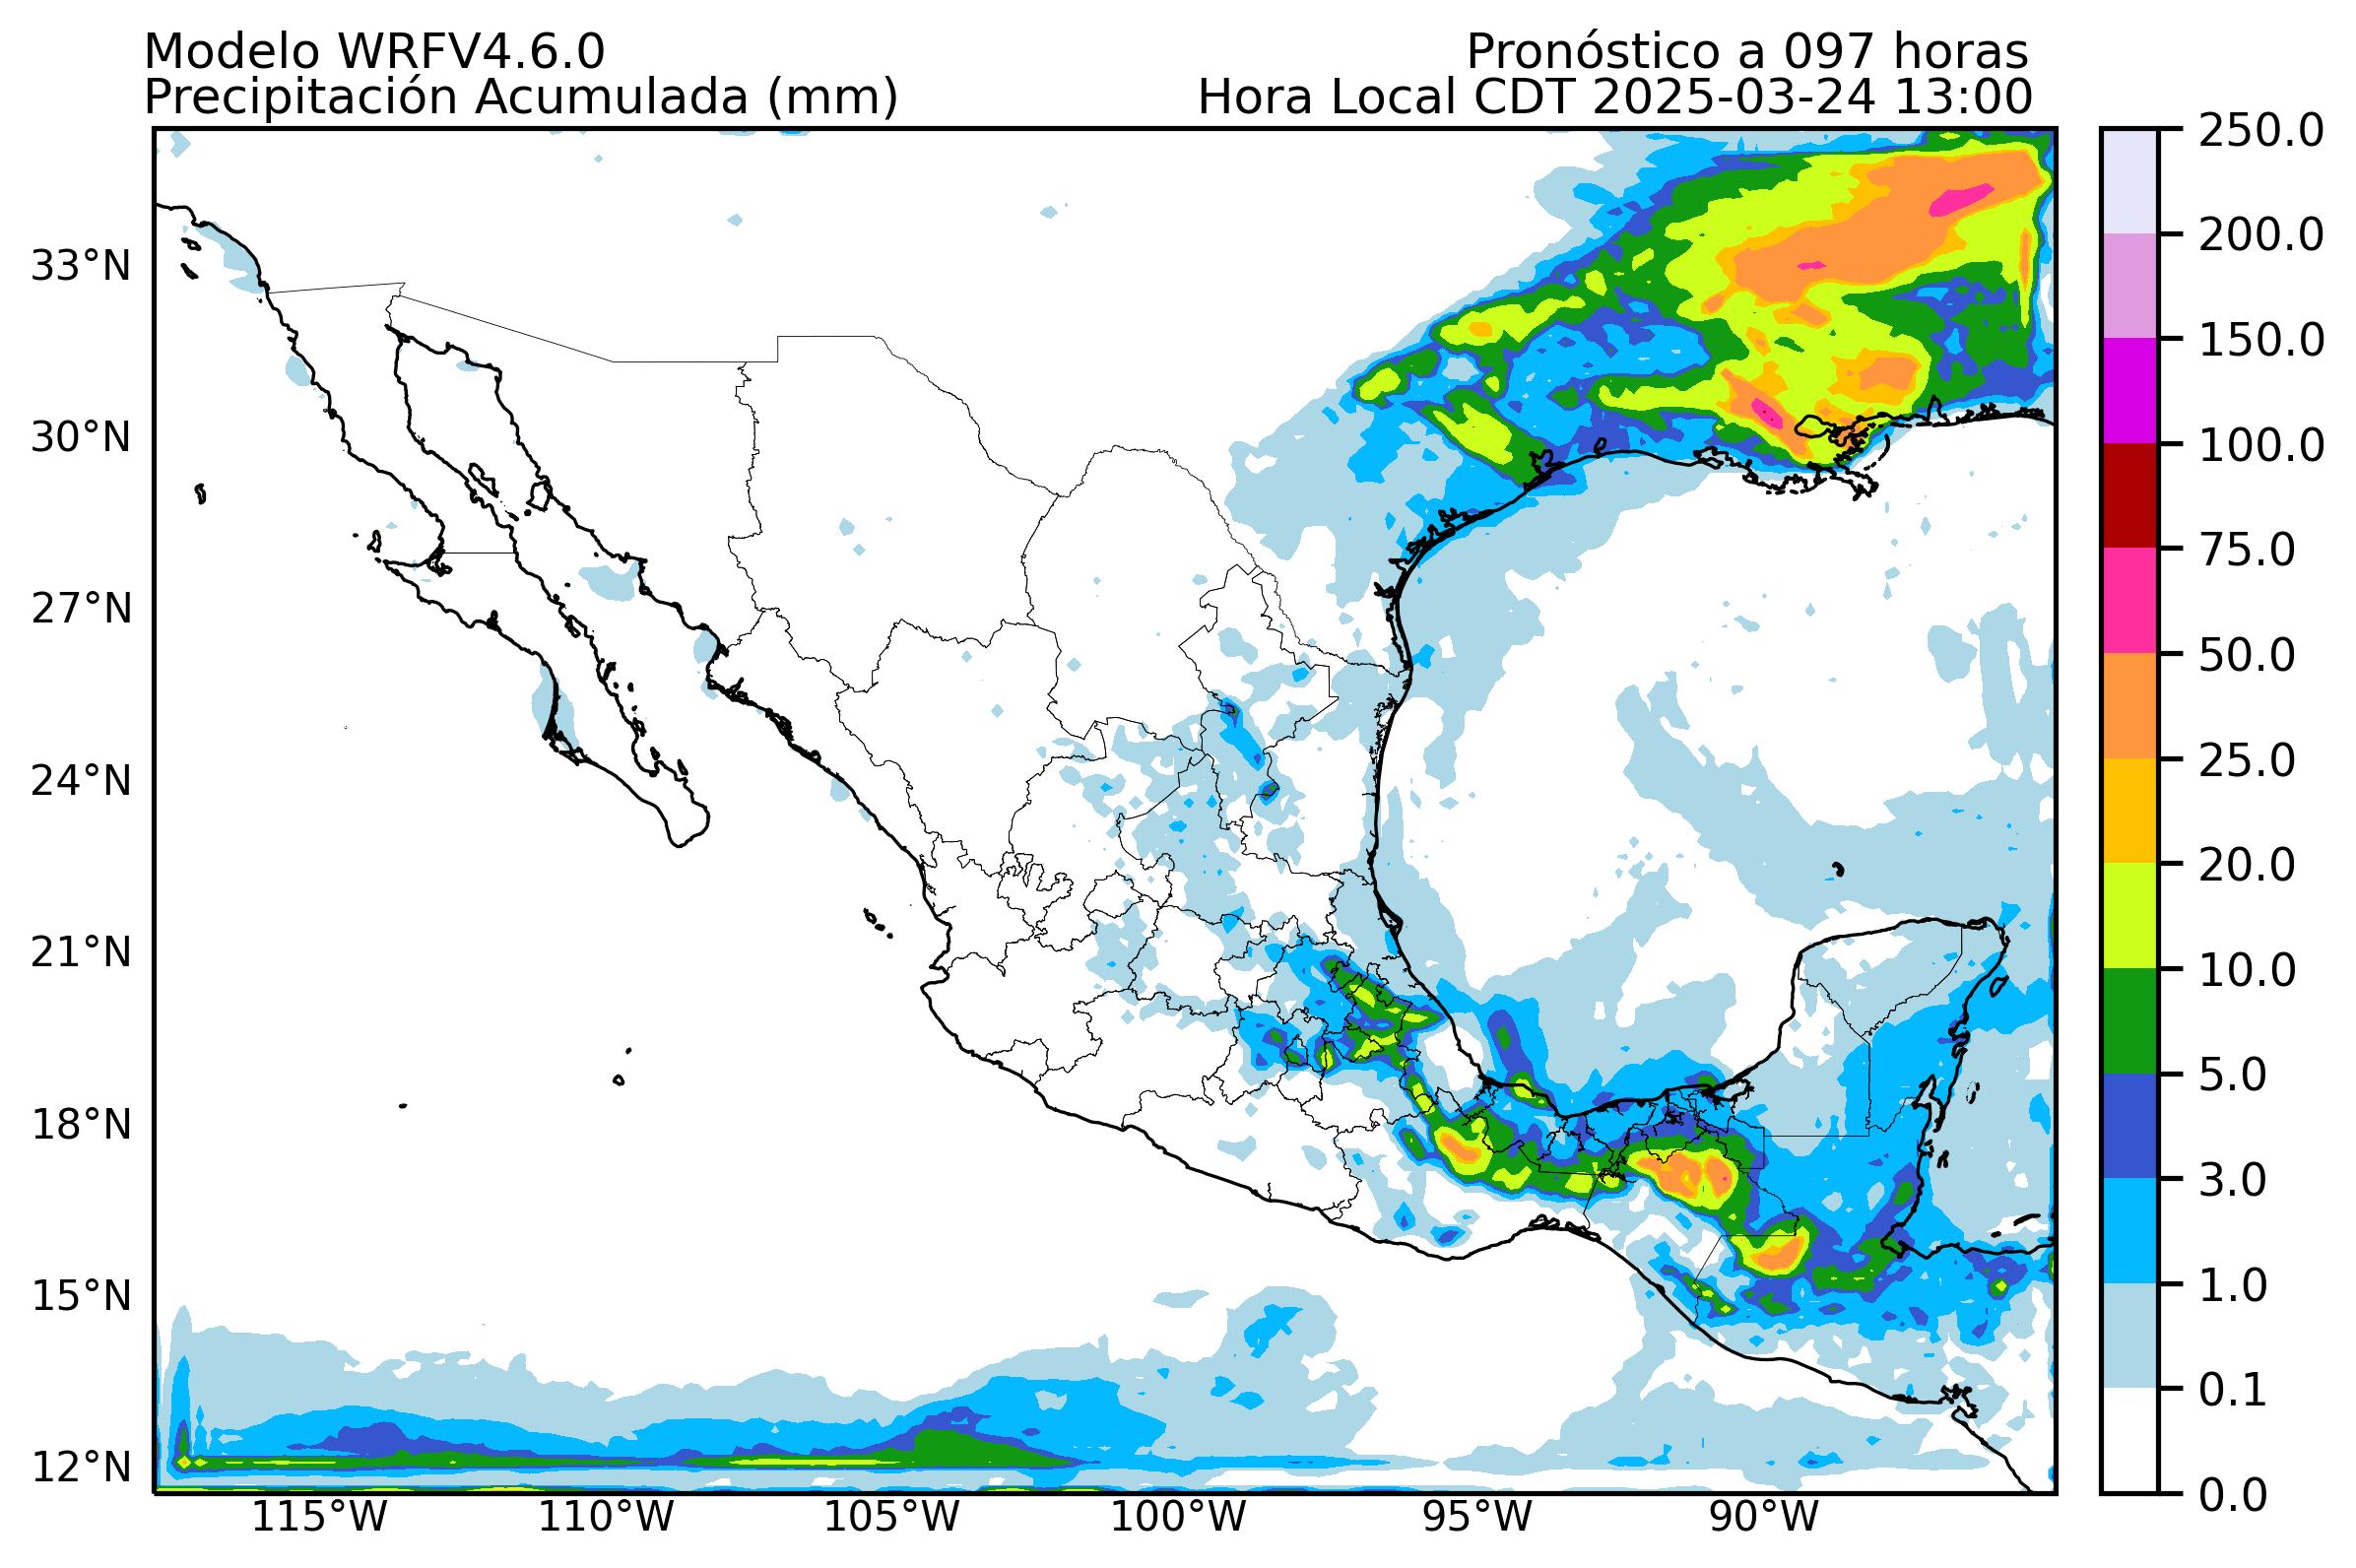 Modelo WRFV4.6.0
Pronóstico a 097 horas
Precipitación Acumulada (mm)
Hora Local CDT 2025-03-24 13:00
33°N
30°N
27°N
24°N
21°N
18°N
15°N
12°N
115°W
110°W
105°W
100°W
95°W
90°W
250.0
200.0
150.0
100.0
75.0
50.0
25.0
20.0
10.0
5.0
3.0
1.0
0.1
0.0